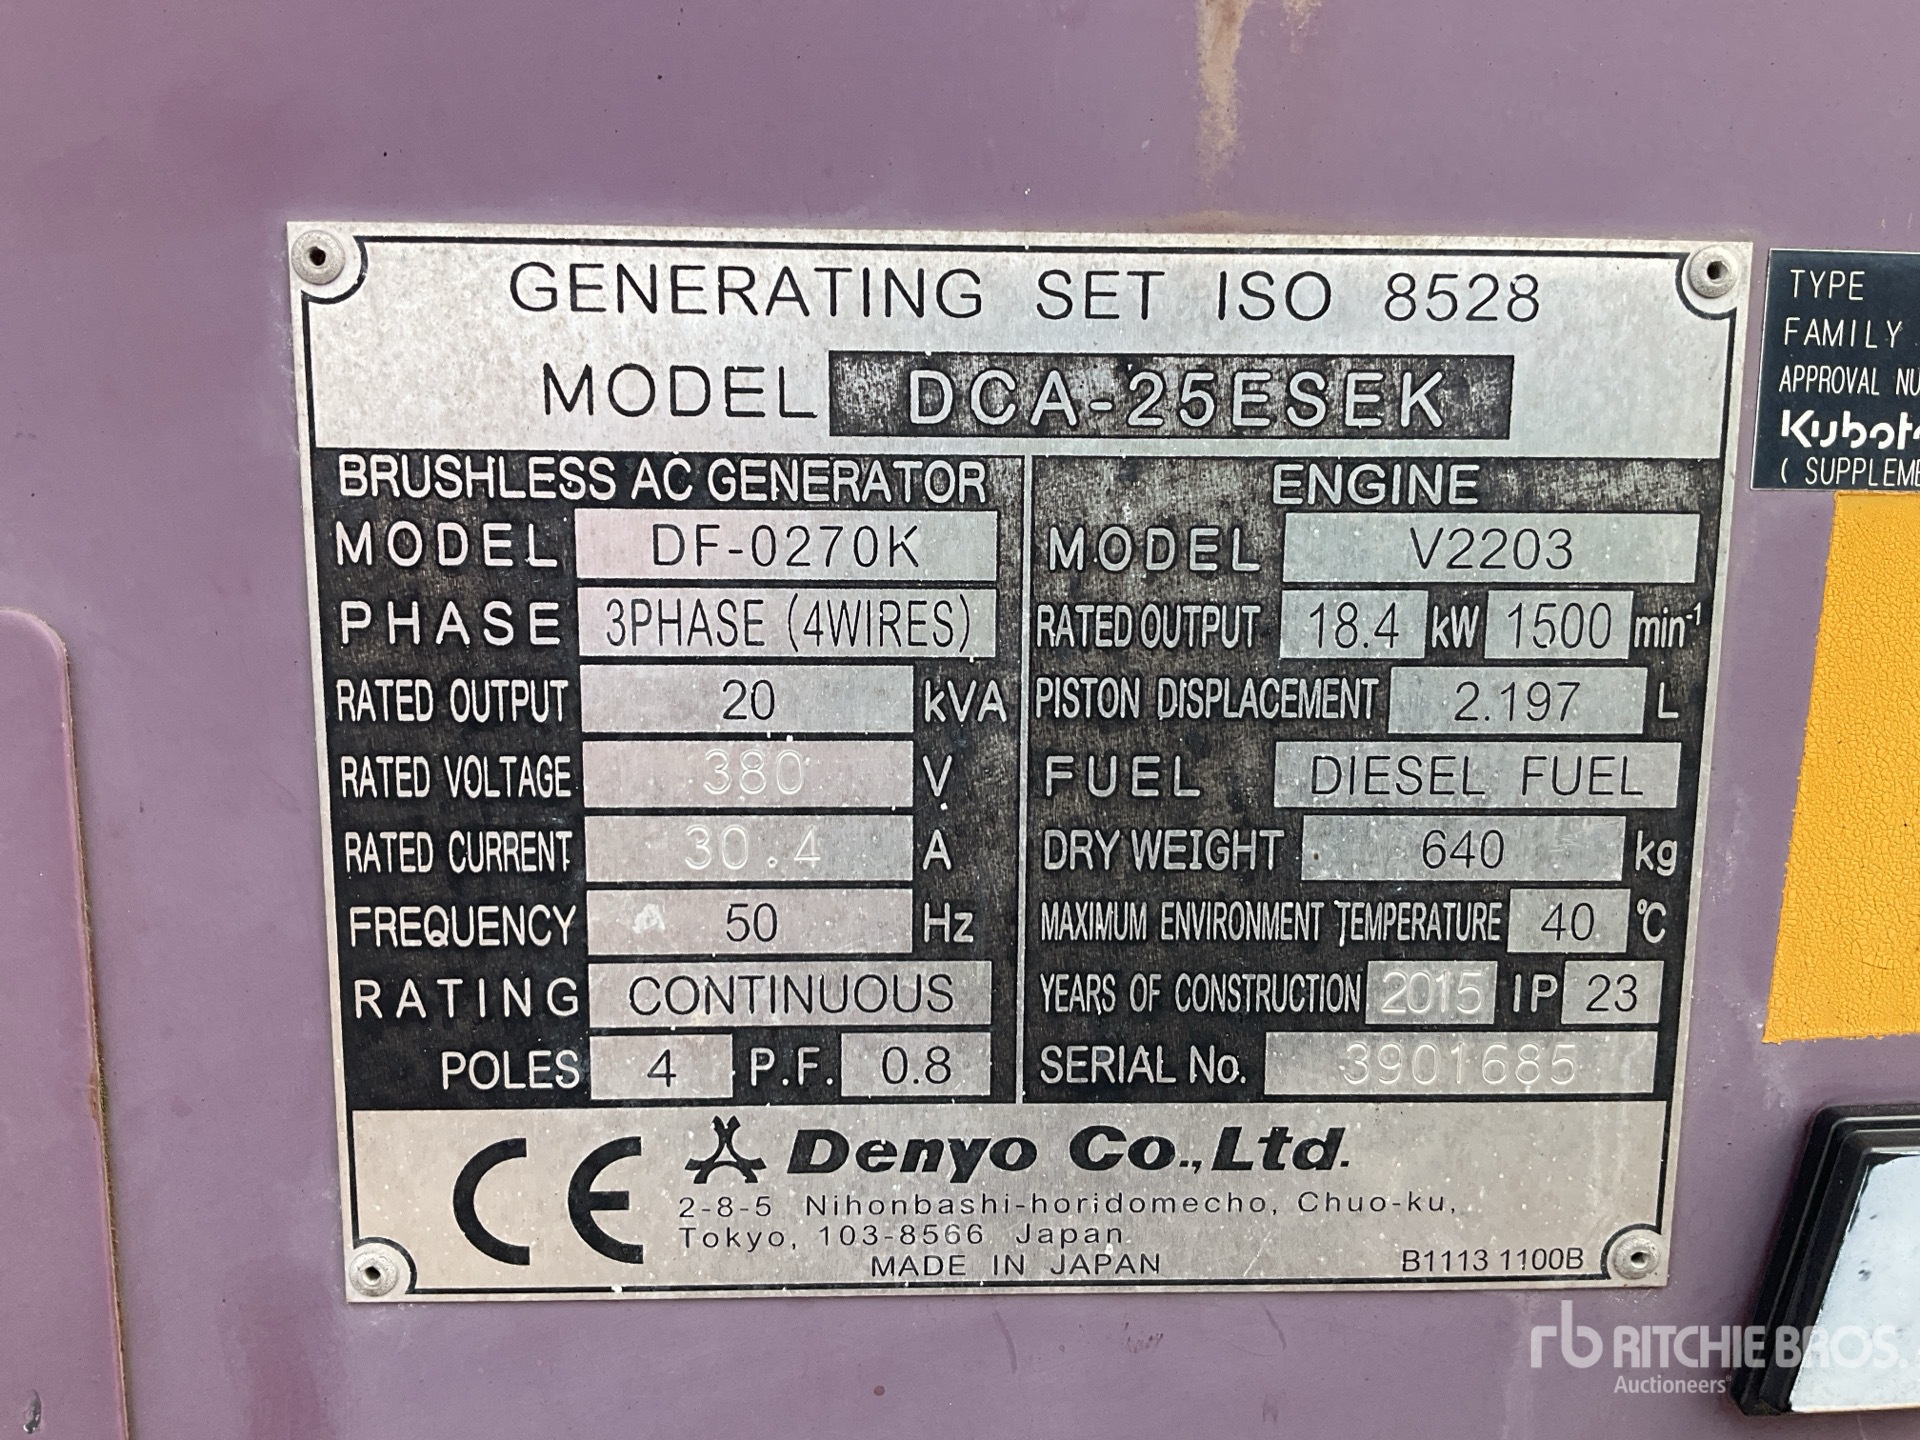 GENERATING SET ISO 8528
MODEL DCA-25ESEK
BRUSHLESS AC GENERATOR
MODEL DF-0270K
PHASE 3PHASE (4WIRES)
RATED OUTPUT 20 kVA
RATED VOLTAGE 380 V
RATED CURRENT 30.4 A
FREQUENCY 50 Hz
RATING CONTINUOUS
POLES 4 P.F. 0.8
ENGINE
MODEL V2203
RATED OUTPUT 18.4 kW 1500 min-1
PISTON DISPLACEMENT 2.197 L
FUEL DIESEL FUEL
DRY WEIGHT 640 kg
MAXIMUM ENVIRONMENT TEMPERATURE 40 °C
YEARS OF CONSTRUCTION 2015 IP 23
SERIAL No. 3901685
CE Denyo Co., Ltd.
2-8-5 Nihonbashi-horidomecho, Chuo-ku,
Tokyo, 103-8566 Japan
MADE IN JAPAN B1113 1100B
TYPE
FAMILY
APPROVAL
Kubota
(
rb RITCHIE BROS.
Auctioneers